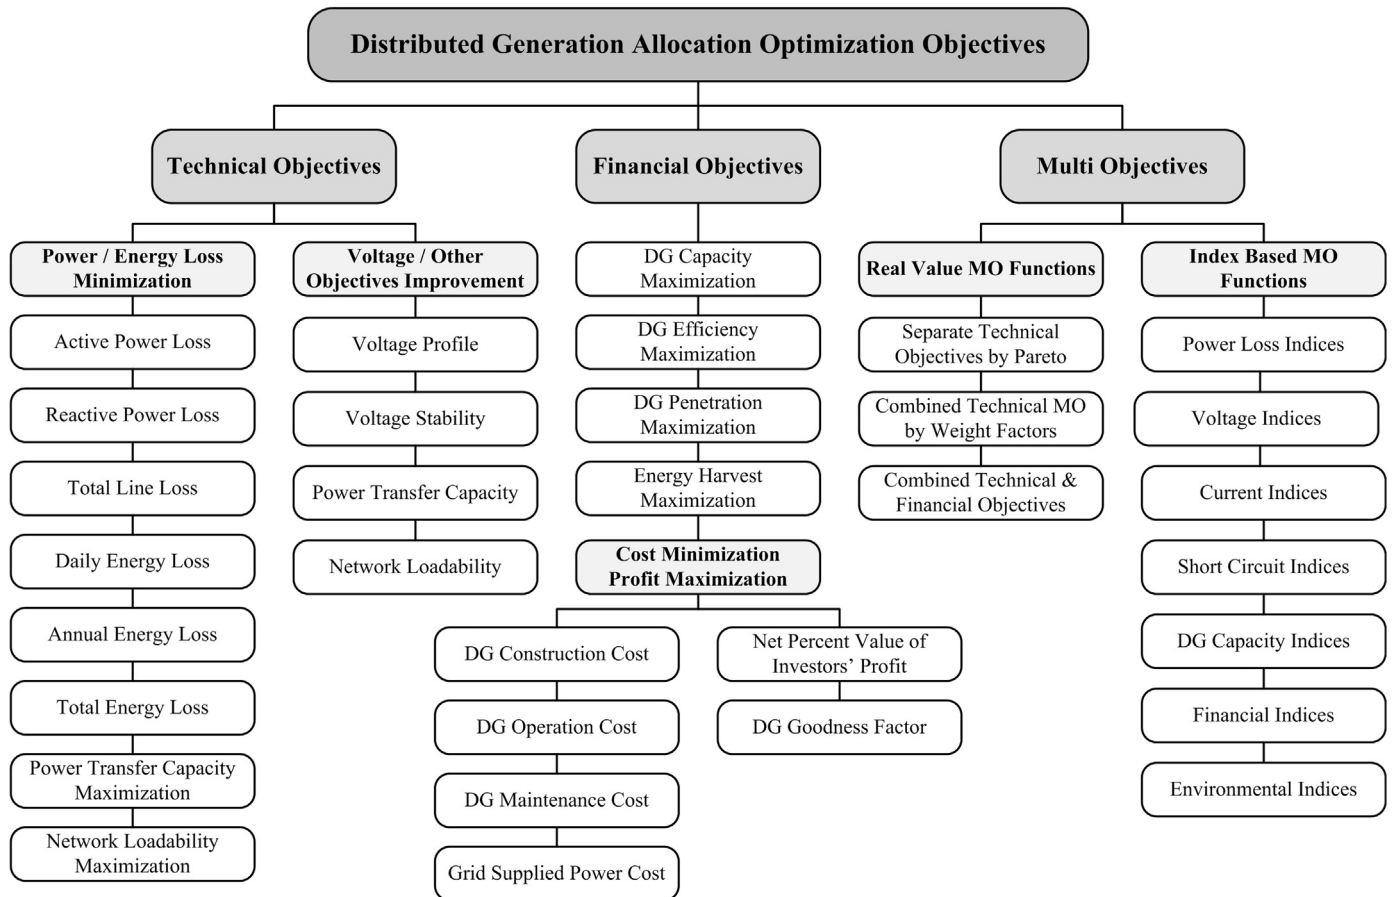 Distributed Generation Allocation Optimization Objectives
Technical Objectives
Power / Energy Loss
Minimization
Active Power Loss
Reactive Power Loss
Total Line Loss
Daily Energy Loss
Annual Energy Loss
Total Energy Loss
Power Transfer Capacity
Maximization
Network Loadability
Maximization
Voltage / Other
Objectives Improvement
Voltage Profile
Voltage Stability
Power Transfer Capacity
Network Loadability
Financial Objectives
DG Capacity
Maximization
DG Efficiency
Maximization
DG Penetration
Maximization
Energy Harvest
Maximization
Cost Minimization
Profit Maximization
DG Construction Cost
DG Operation Cost
DG Maintenance Cost
Grid Supplied Power Cost
Net Percent Value of
Investors’ Profit
DG Goodness Factor
Multi Objectives
Real Value MO Functions
Separate Technical
Objectives by Pareto
Combined Technical MO
by Weight Factors
Combined Technical &
Financial Objectives
Index Based MO
Functions
Power Loss Indices
Voltage Indices
Current Indices
Short Circuit Indices
DG Capacity Indices
Financial Indices
Environmental Indices